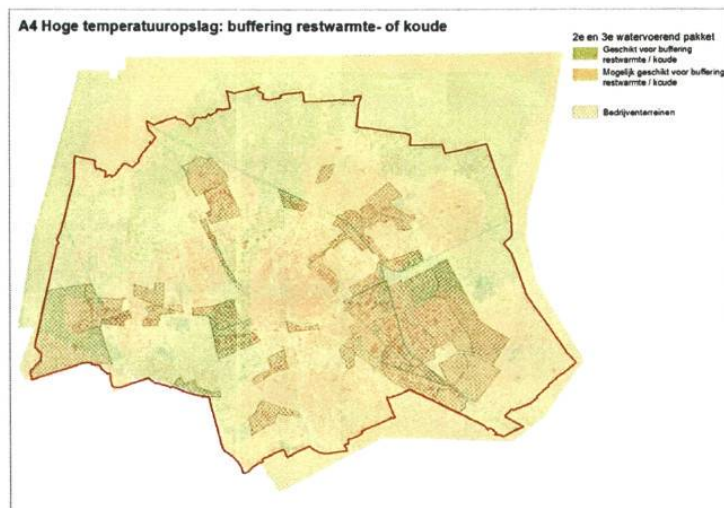 A4 Hoge temperatuuropslag: buffering restwarmte- of koude
2e en 3e watervoerend pakket
Geschikt voor buffering
restwarmte / koude
Mogelijk geschikt voor buffering
restwarmte / koude
Bedrijventerreinen